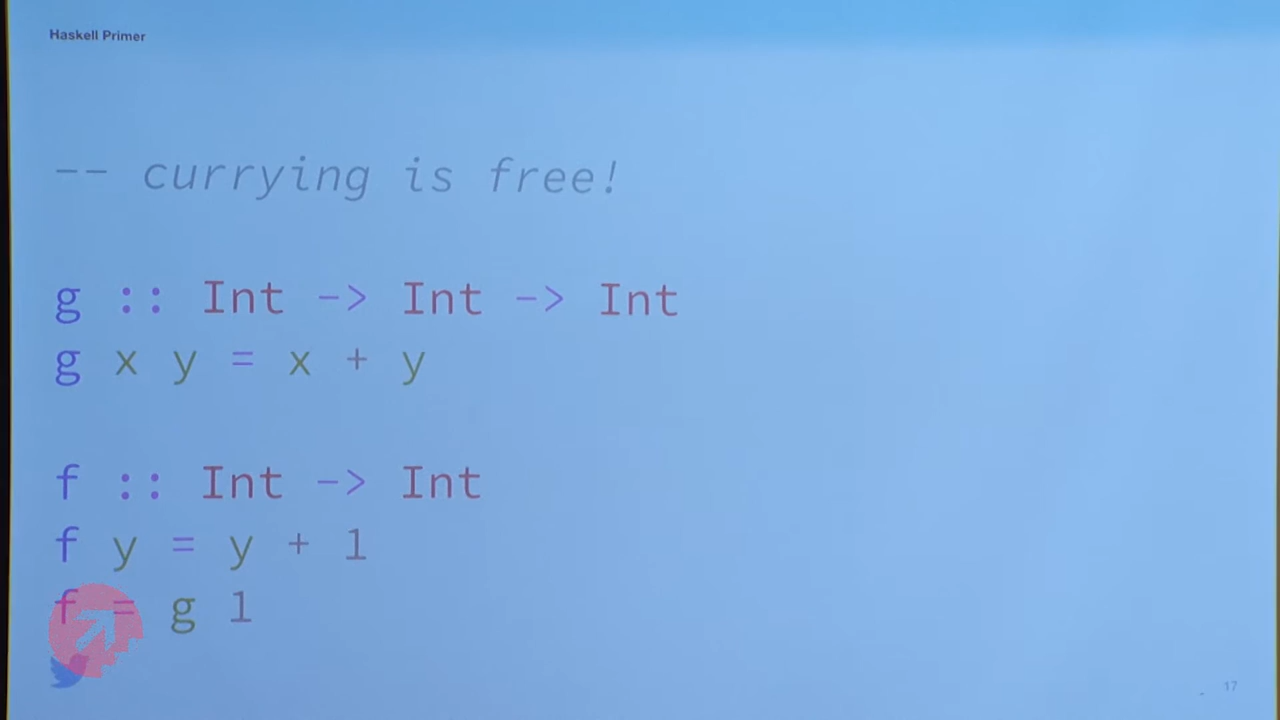 Haskell Primer
-- currying is free!
g :: Int -> Int -> Int
g x y = x + y
f :: Int -> Int
f y = y + 1
f = g 1
17